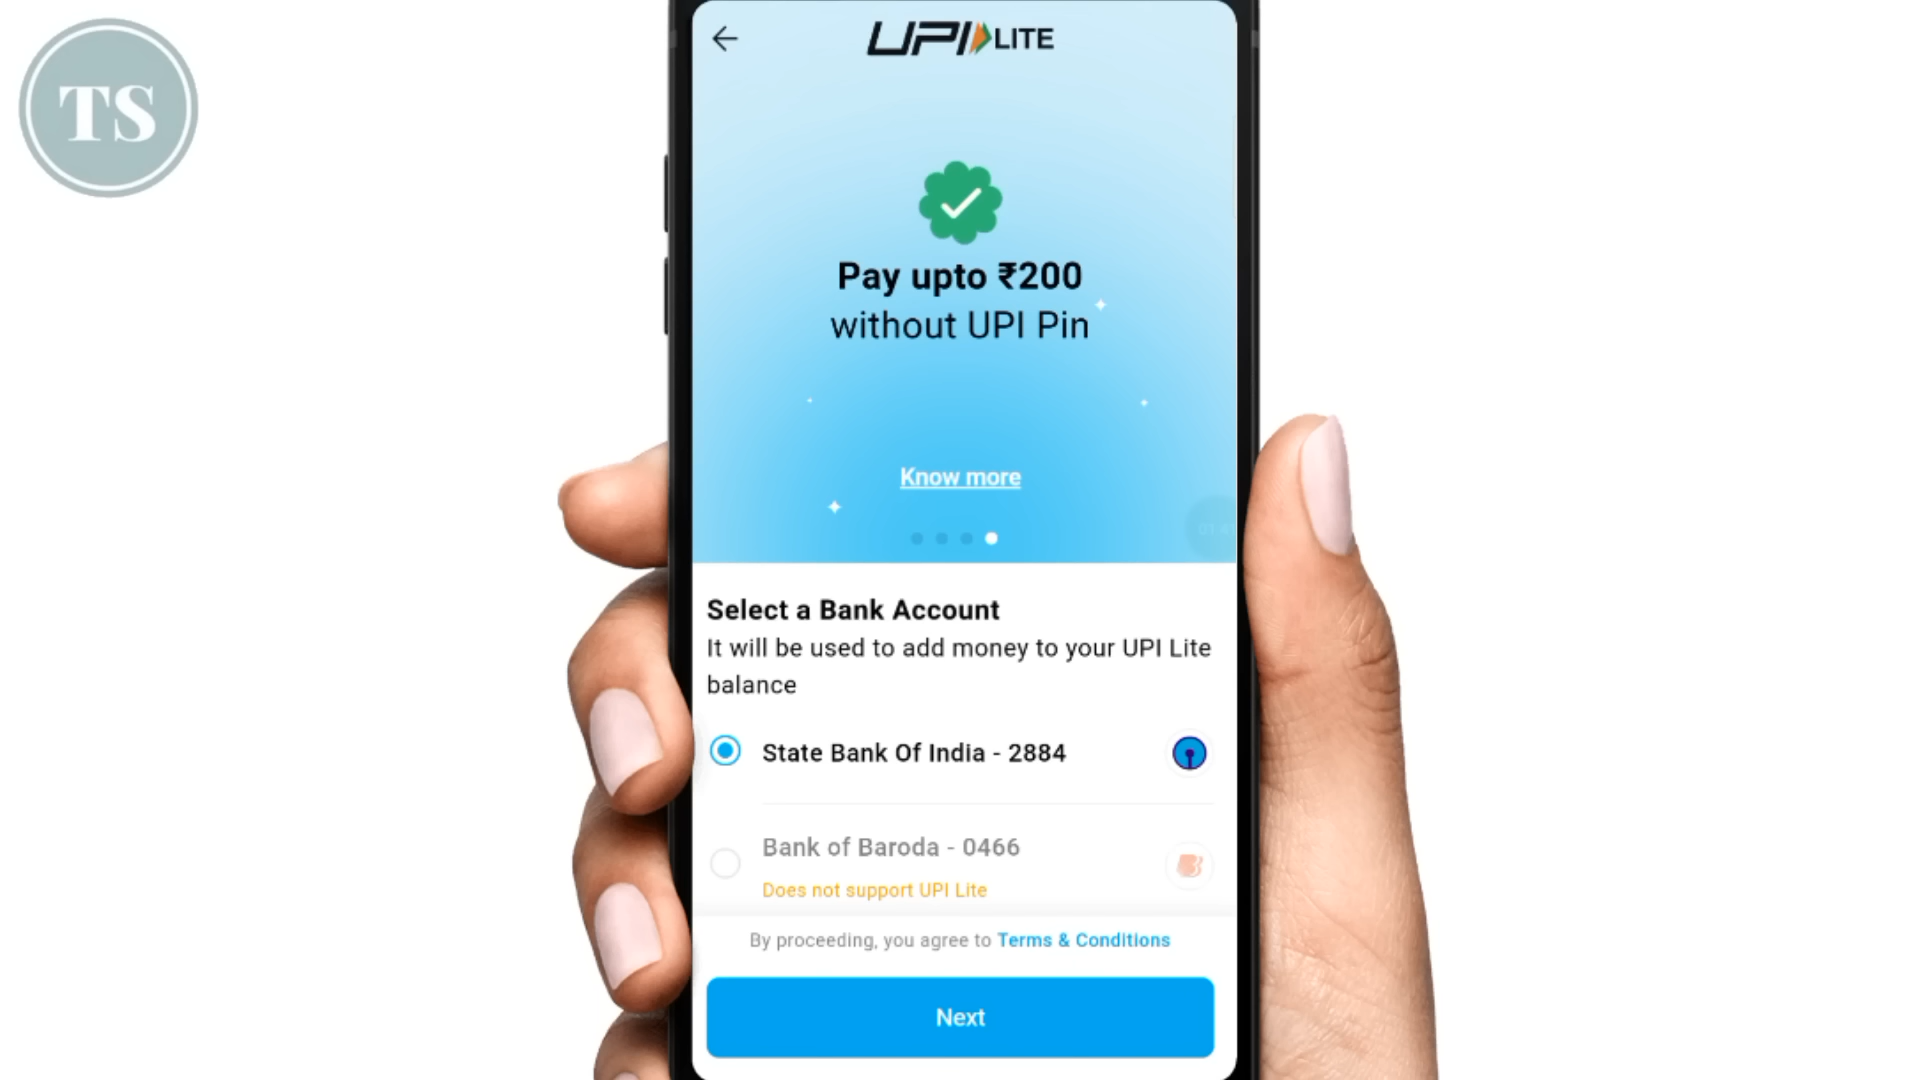 TS
UPI LITE
Pay upto ₹200
without UPI Pin
Know more
Select a Bank Account
It will be used to add money to your UPI Lite
balance
State Bank Of India - 2884
Bank of Baroda - 0466
Does not support UPI Lite
By proceeding, you agree to Terms & Conditions
Next